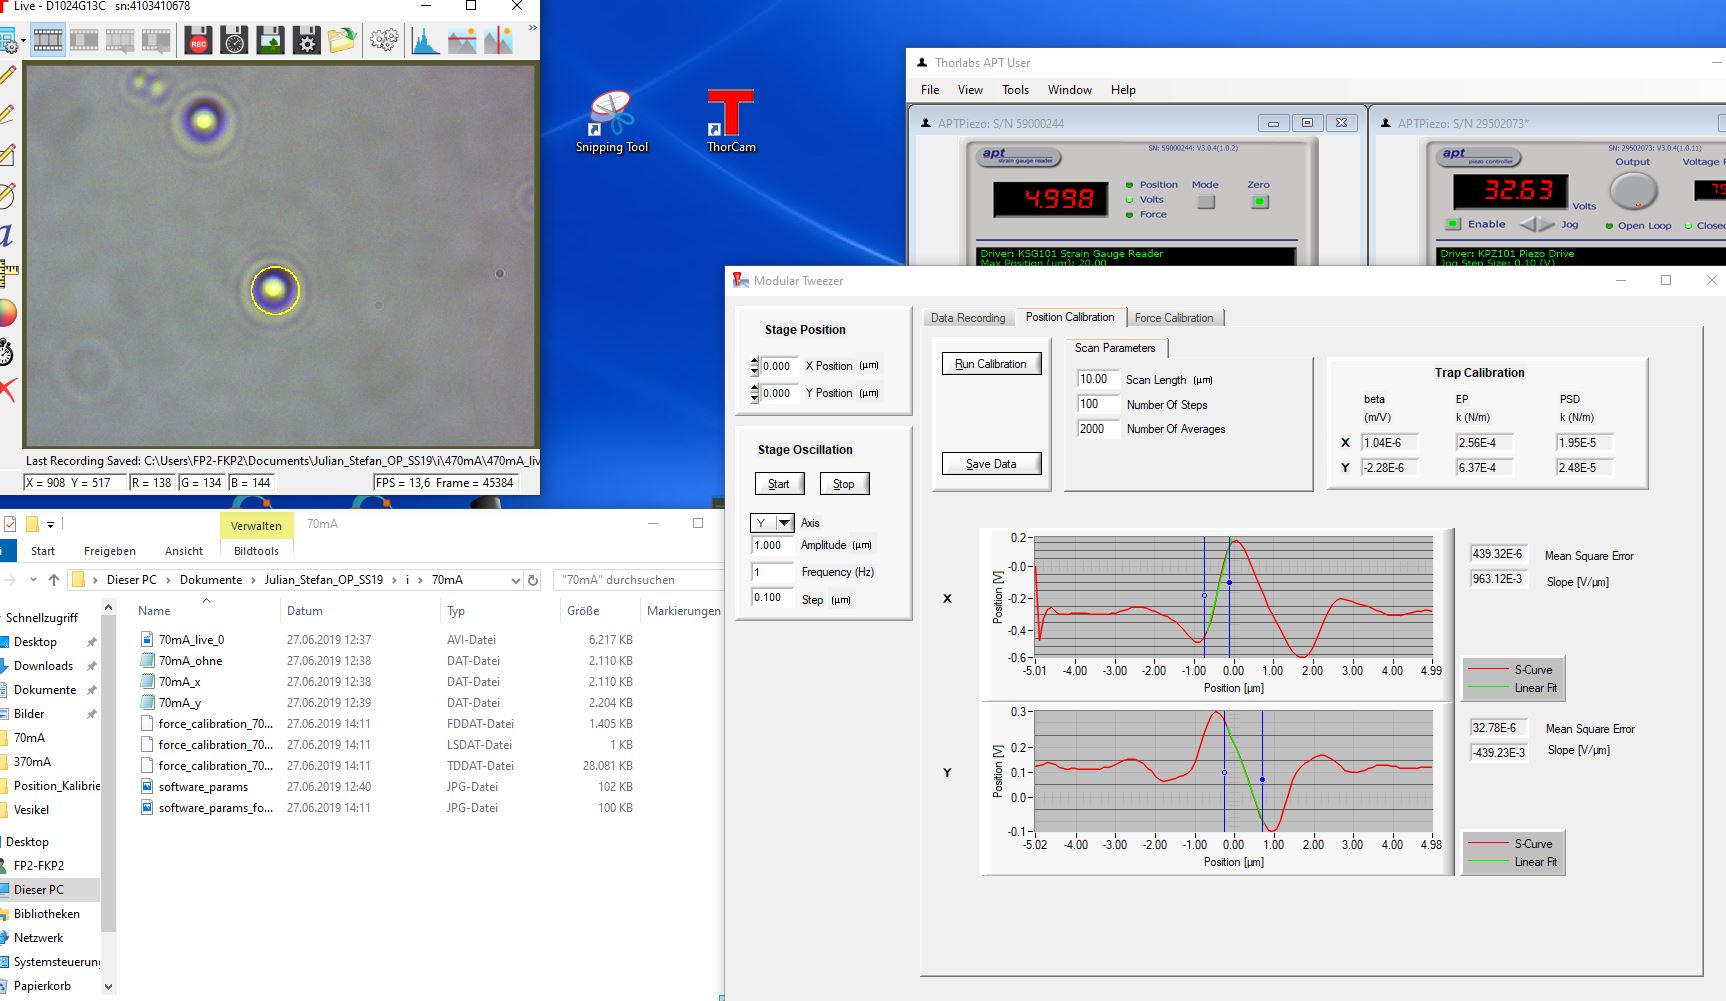 Live - D1024G13C   sn:4103410678
REC
Last Recording Saved: C:\Users\FP2-FKP2\Documents\Julian_Stefan_OP_SS19\i\470mA\470mA_liv
X = 908  Y = 517
R = 138
G = 134
B = 144
FPS = 13,6  Frame = 45384
Snipping Tool
ThorCam
Thorlabs APT User
File View Tools Window Help
APTPiezo: S/N 59000244
apt
strain gauge reader
SN: 59000244: V3.0.4(1.0.2)
4.998
Position
Volts
Force
Mode
Zero
Driver: KSG101 Strain Gauge Reader
Max Position (um): 20.00
APTPiezo: S/N 29502073*
apt
piezo controller
SN: 29502073: V3.0.4(1.0.11)
Output
Voltage
32.63
Volts
Enable
Jog
Open Loop
Driver: KPZ101 Piezo Drive
Jog Step Size: 0.10 (V)
Modular Tweezer
Stage Position
0.000 X Position (µm)
0.000 Y Position (µm)
Stage Oscillation
Start Stop
Y Axis
1.000 Amplitude (µm)
1 Frequency (Hz)
0.100 Step (µm)
Data Recording
Position Calibration
Force Calibration
Run Calibration
Save Data
Scan Parameters
10.00 Scan Length (µm)
100 Number Of Steps
2000 Number Of Averages
Trap Calibration
beta EP PSD
(m/V) k (N/m) k (N/m)
X 1.04E-6 2.56E-4 1.95E-5
Y -2.28E-6 6.37E-4 2.48E-5
X
Position [V]
0.2
-0.0
-0.2
-0.4
-0.6
-5.01 -4.00 -3.00 -2.00 -1.00 0.00 1.00 2.00 3.00 4.00 4.99
Position [µm]
439.32E-6 Mean Square Error
963.12E-3 Slope [V/µm]
S-Curve
Linear Fit
Y
Position [V]
0.3
0.2
0.1
0.0
-0.1
-5.02 -4.00 -3.00 -2.00 -1.00 0.00 1.00 2.00 3.00 4.00 4.98
Position [µm]
32.78E-6 Mean Square Error
-439.23E-3 Slope [V/µm]
S-Curve
Linear Fit
Verwalten
70mA
Start Freigeben Ansicht Bildtools
Dieser PC > Dokumente > Julian_Stefan_OP_SS19 > i > 70mA
"70mA" durchsuchen
Schnellzugriff
Desktop
Downloads
Dokumente
Bilder
70mA
370mA
Position_Kalibrie
Vesikel
Desktop
FP2-FKP2
Dieser PC
Bibliotheken
Netzwerk
Systemsteuerun
Papierkorb
Name Datum Typ Größe Markierungen
70mA_live_0 27.06.2019 12:37 AVI-Datei 6.217 KB
70mA_ohne 27.06.2019 12:38 DAT-Datei 2.110 KB
70mA_x 27.06.2019 12:38 DAT-Datei 2.110 KB
70mA_y 27.06.2019 12:39 DAT-Datei 2.204 KB
force_calibration_70... 27.06.2019 14:11 FDDAT-Datei 1.405 KB
force_calibration_70... 27.06.2019 14:11 LSDAT-Datei 1 KB
force_calibration_70... 27.06.2019 14:11 TDDAT-Datei 28.081 KB
software_params 27.06.2019 12:40 JPG-Datei 102 KB
software_params_fo... 27.06.2019 14:11 JPG-Datei 100 KB